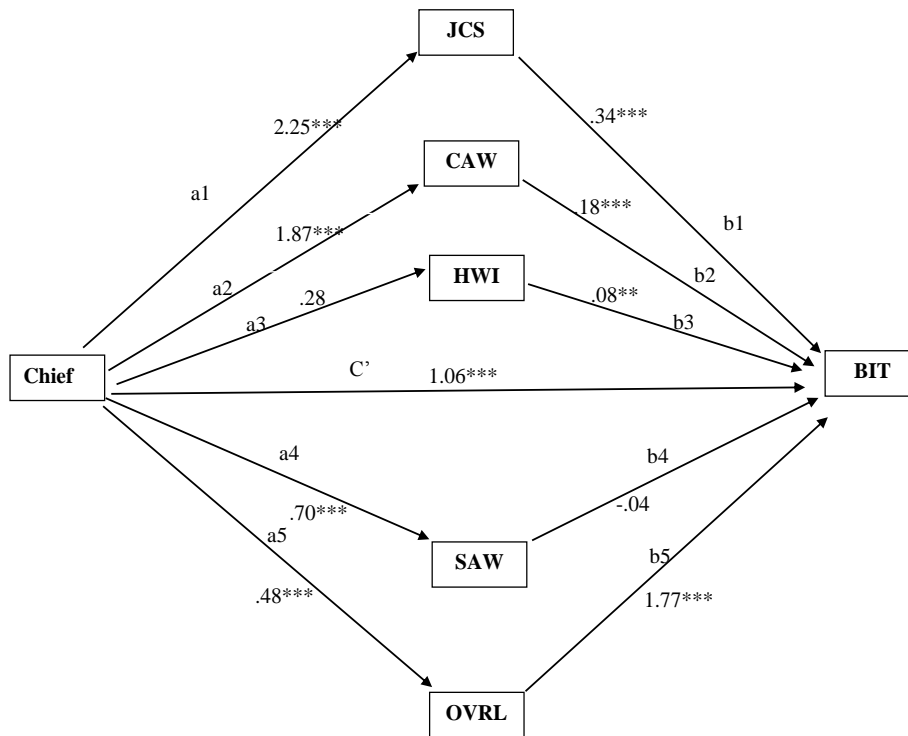 JCS
2.25***
.34***
CAW
a1
.18***
b1
1.87***
HWI
b2
a2
.28
.08**
a3
b3
Chief
C’
1.06***
BIT
a4
b4
.70***
-.04
a5
SAW
b5
.48***
1.77***
OVRL